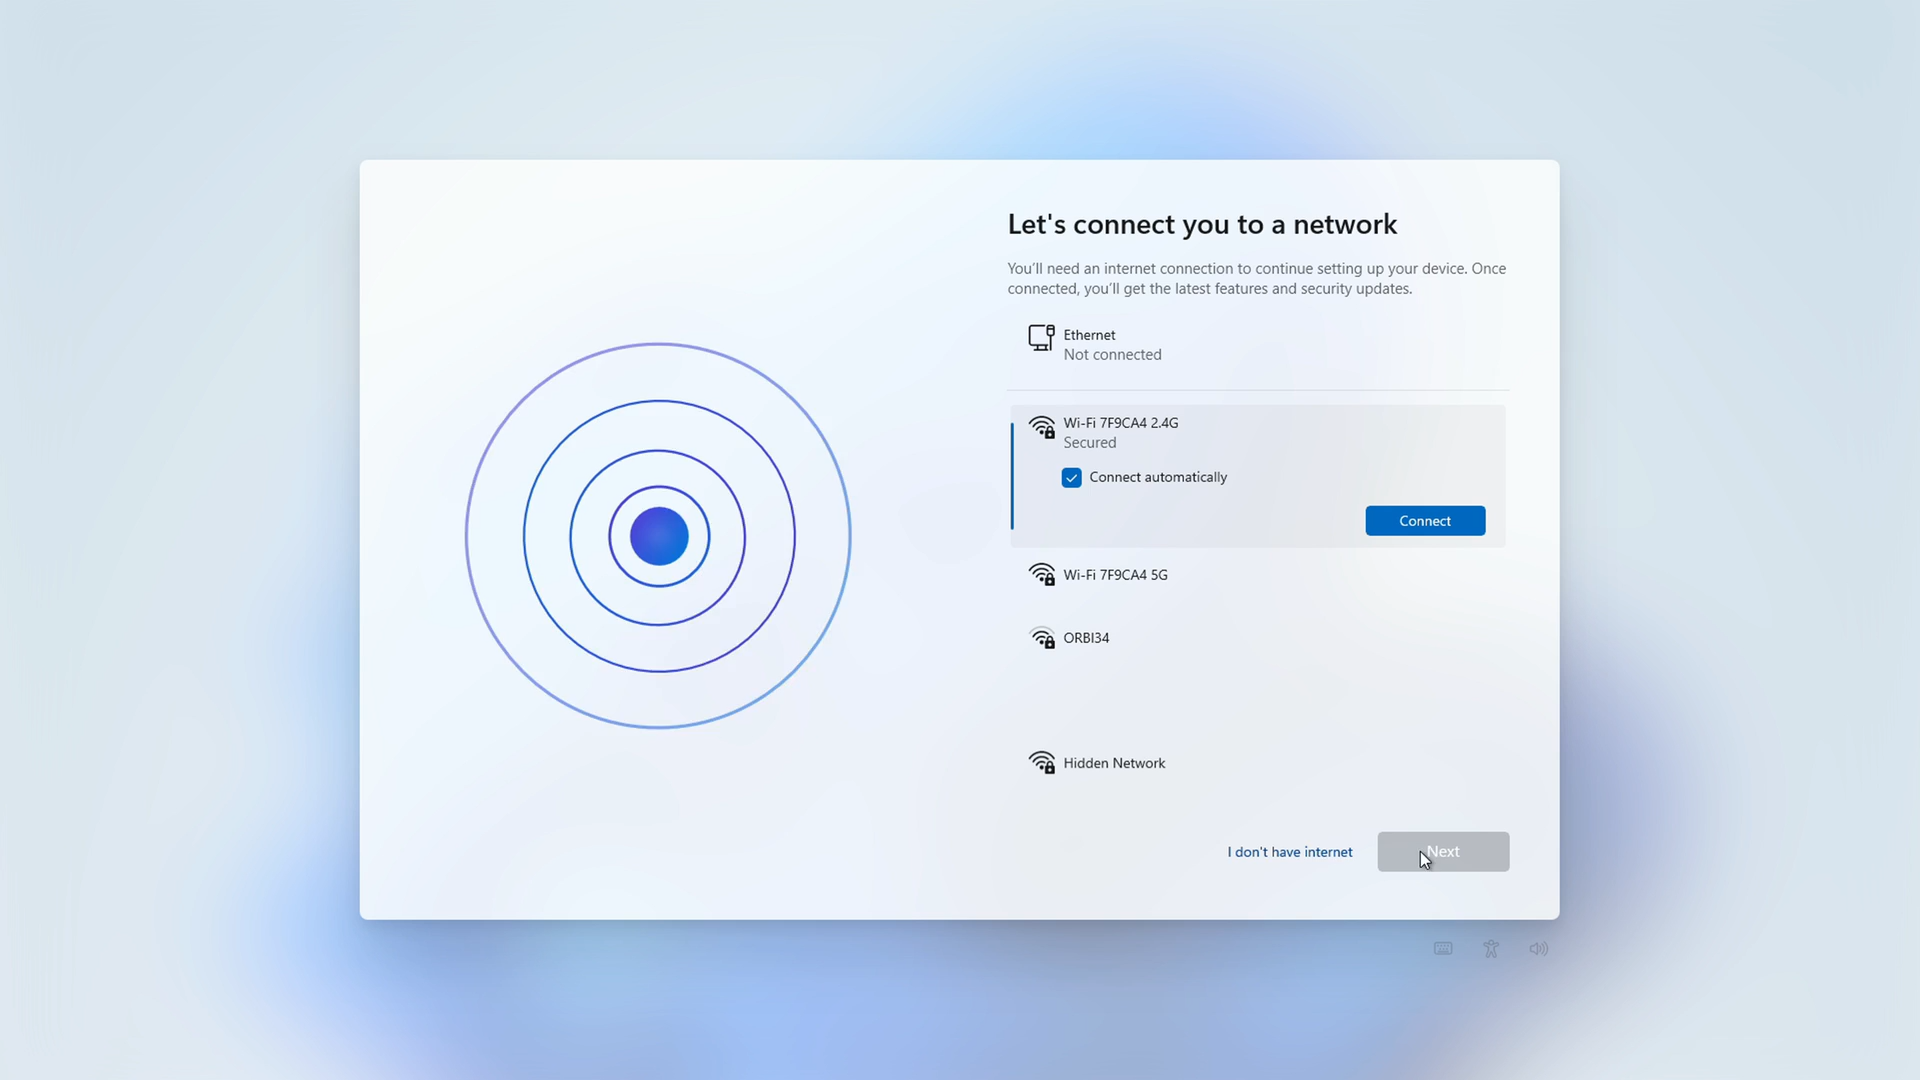 Let's connect you to a network
You’ll need an internet connection to continue setting up your device. Once
connected, you’ll get the latest features and security updates.
Ethernet
Not connected
Wi-Fi 7F9CA4 2.4G
Secured
Connect automatically
Connect
Wi-Fi 7F9CA4 5G
ORBI34
Hidden Network
I don't have internet
Next